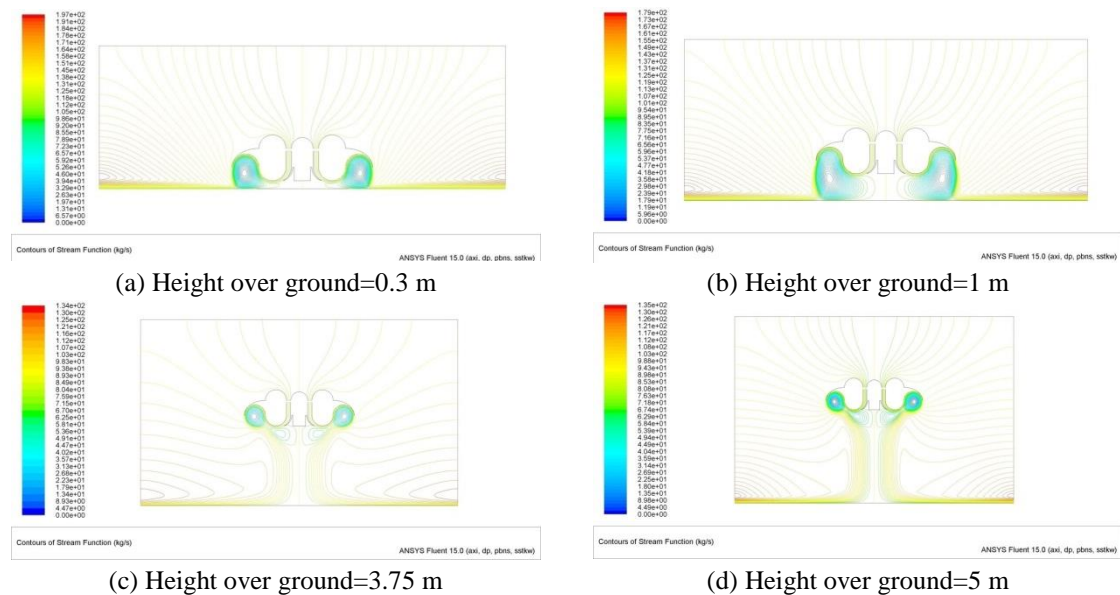 1.97e+02
1.91e+02
1.84e+02
1.78e+02
1.71e+02
1.64e+02
1.58e+02
1.51e+02
1.45e+02
1.38e+02
1.31e+02
1.25e+02
1.18e+02
1.12e+02
1.05e+02
9.86e+01
9.20e+01
8.55e+01
7.89e+01
7.23e+01
6.57e+01
5.92e+01
5.26e+01
4.60e+01
3.94e+01
3.29e+01
2.63e+01
1.97e+01
1.31e+01
6.57e+00
0.00e+00
Contours of Stream Function (kg/s)
ANSYS Fluent 15.0 (axi, dp, pbns, sstkw)
(a) Height over ground=0.3 m
1.79e+02
1.73e+02
1.67e+02
1.61e+02
1.55e+02
1.49e+02
1.43e+02
1.37e+02
1.31e+02
1.25e+02
1.19e+02
1.13e+02
1.07e+02
1.01e+02
9.54e+01
8.95e+01
8.35e+01
7.75e+01
7.16e+01
6.56e+01
5.96e+01
5.37e+01
4.77e+01
4.18e+01
3.58e+01
2.98e+01
2.39e+01
1.79e+01
1.19e+01
5.96e+00
0.00e+00
Contours of Stream Function (kg/s)
ANSYS Fluent 15.0 (axi, dp, pbns, sstkw)
(b) Height over ground=1 m
1.34e+02
1.30e+02
1.25e+02
1.21e+02
1.16e+02
1.12e+02
1.07e+02
1.03e+02
9.83e+01
9.38e+01
8.93e+01
8.49e+01
8.04e+01
7.59e+01
7.15e+01
6.70e+01
6.25e+01
5.81e+01
5.36e+01
4.91e+01
4.47e+01
4.02e+01
3.57e+01
3.13e+01
2.68e+01
2.23e+01
1.79e+01
1.34e+01
8.93e+00
4.47e+00
0.00e+00
Contours of Stream Function (kg/s)
ANSYS Fluent 15.0 (axi, dp, pbns, sstkw)
(c) Height over ground=3.75 m
1.35e+02
1.30e+02
1.26e+02
1.21e+02
1.17e+02
1.12e+02
1.08e+02
1.03e+02
9.88e+01
9.43e+01
8.98e+01
8.53e+01
8.08e+01
7.63e+01
7.18e+01
6.74e+01
6.29e+01
5.84e+01
5.39e+01
4.94e+01
4.49e+01
4.04e+01
3.59e+01
3.14e+01
2.69e+01
2.25e+01
1.80e+01
1.35e+01
8.98e+00
4.49e+00
0.00e+00
Contours of Stream Function (kg/s)
ANSYS Fluent 15.0 (axi, dp, pbns, sstkw)
(d) Height over ground=5 m